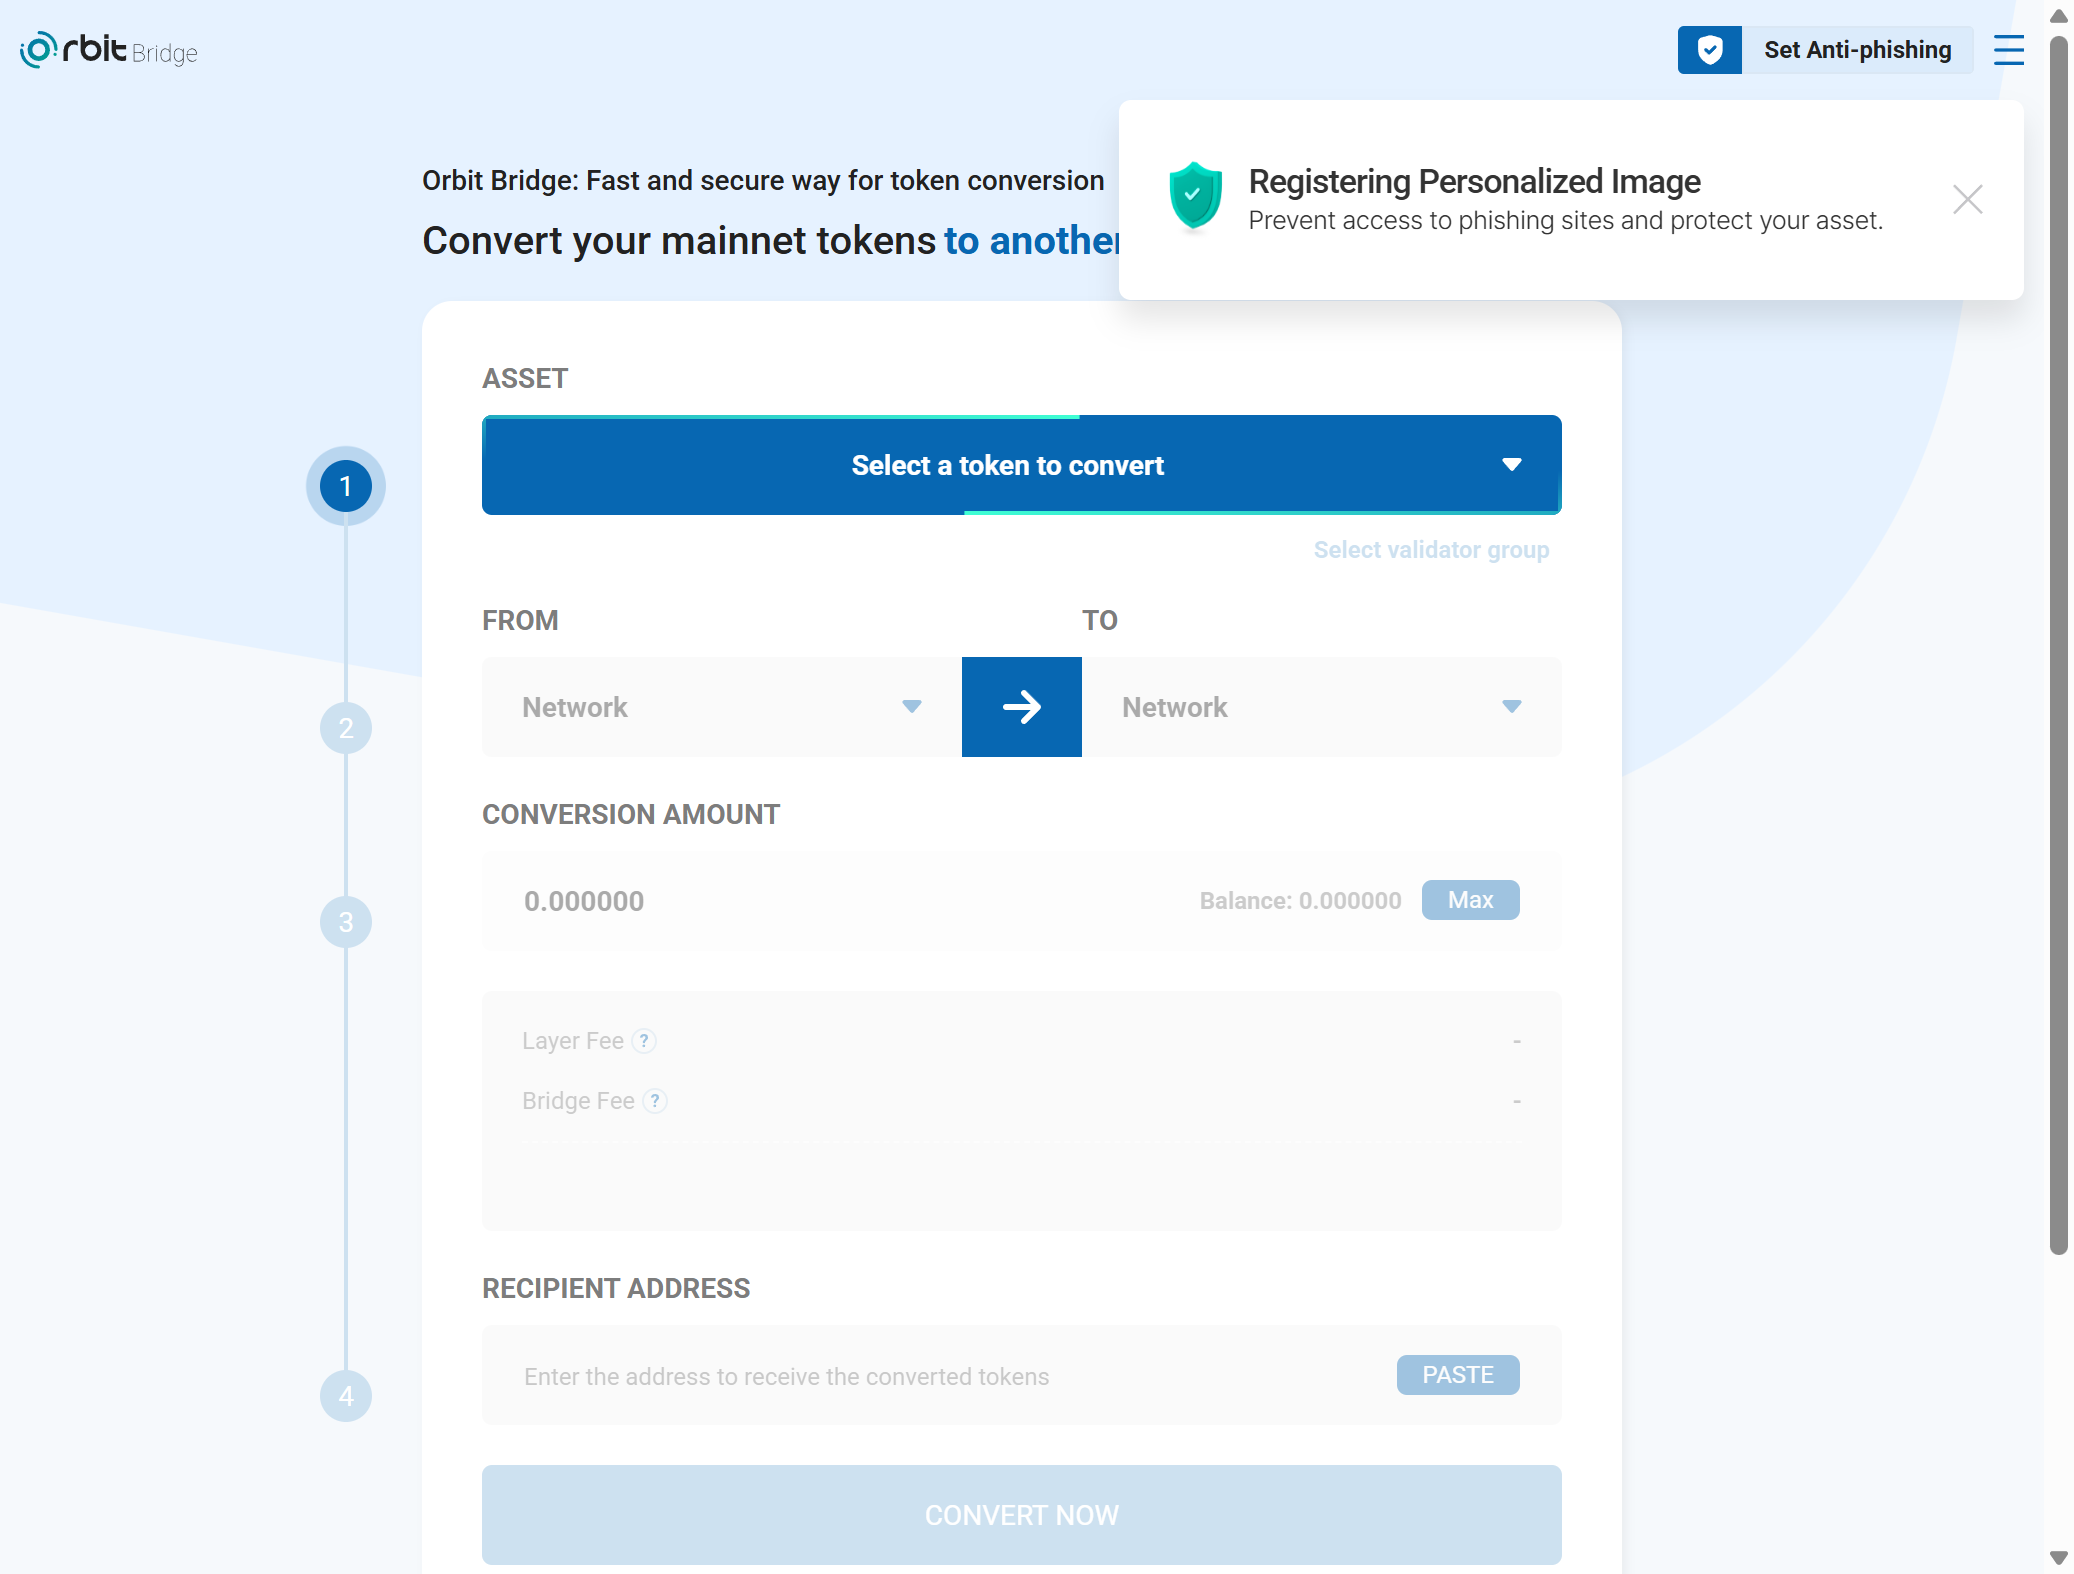 Orbit Bridge
Set Anti-phishing
Registering Personalized Image
Prevent access to phishing sites and protect your asset.
Orbit Bridge: Fast and secure way for token conversion
Convert your mainnet tokens to another
ASSET
1
Select a token to convert
Select validator group
FROM
TO
2
Network
Network
CONVERSION AMOUNT
3
0.000000
Balance: 0.000000
Max
Layer Fee ?
-
Bridge Fee ?
-
RECIPIENT ADDRESS
4
Enter the address to receive the converted tokens
PASTE
CONVERT NOW